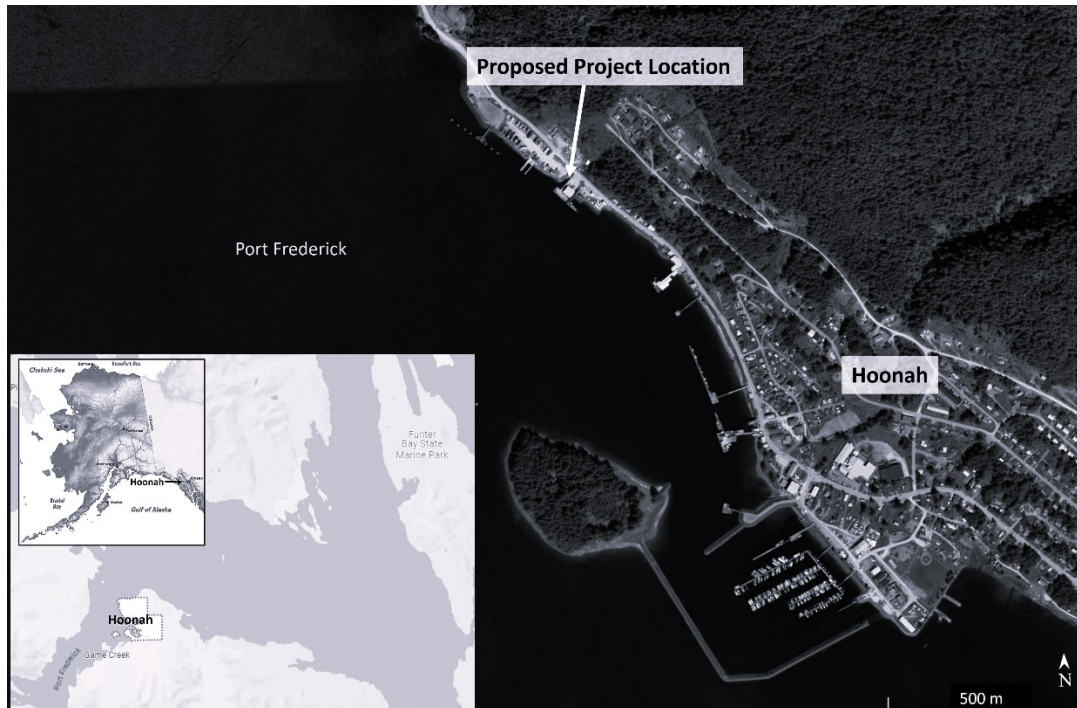 Proposed Project Location
Port Frederick
Hoonah
Chukchi Sea
Beaufort Sea
Hoonah
Bristol
Bay
Gulf of Alaska
Funter
Bay State
Marine Park
Hoonah
Game Creek
Port Frederick
N
500 m